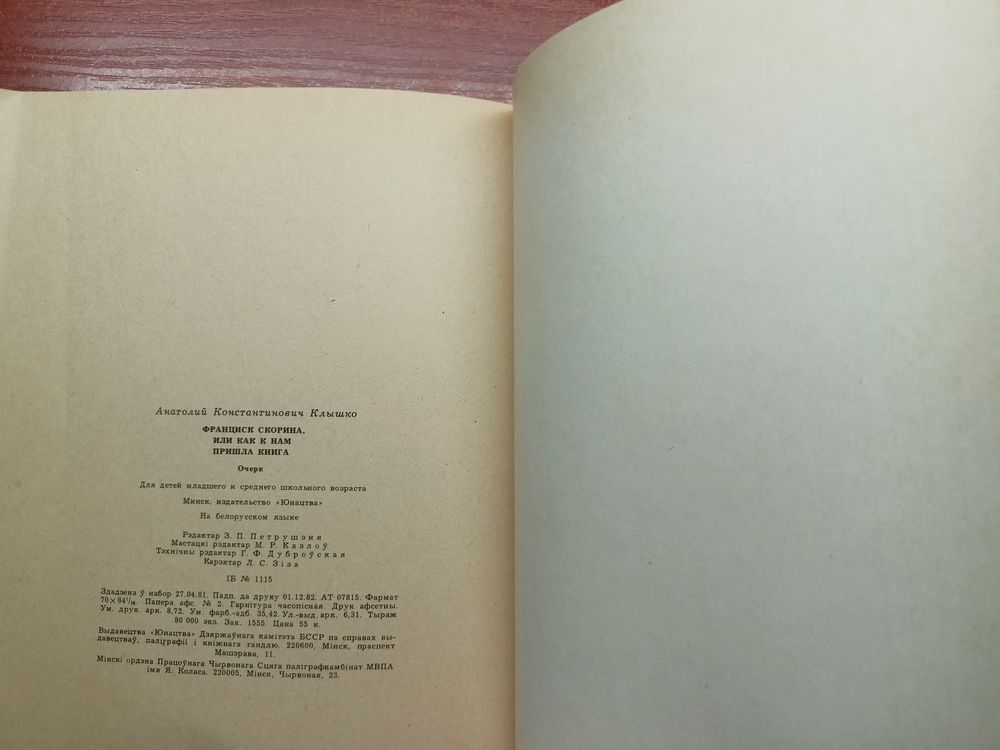 Анатолий Константинович Клышко
ФРАНЦИСК СКОРИНА,
ИЛИ КАК К НАМ
ПРИШЛА КНИГА
Очерк
Для детей младшего и среднего школьного возраста
Минск, издательство «Юнацтва»
На белорусском языке
Рэдактар З. П. Петрушэня
Мастацкі рэдактар М. Р. Казлоў
Тэхнічны рэдактар Г. Ф. Дуброўская
Карэктар Л. С. Зіза
ІБ № 1115
Здадзена ў набор 27.04.81. Падп. да друку 01.12.82. АТ 07815. Фармат
70×84 1/16. Папера афс. № 2. Гарнітура часопісная. Друк афсетны.
Ум. друк. арк. 8,72. Ум. фарб.-адб. 35,42. Ул.-выд. арк. 6,31. Тыраж
80 000 экз. Зак. 1555. Цана 55 к.
Выдавецтва «Юнацтва» Дзяржаўнага камітэта БССР па справах вы-
давецтваў, паліграфіі і кніжнага гандлю. 220600, Мінск, праспект
Машэрава, 11.
Мінскі ордэна Працоўнага Чырвонага Сцяга паліграфкамбінат МВПА
імя Я. Коласа. 220005, Мінск, Чырвоная, 23.